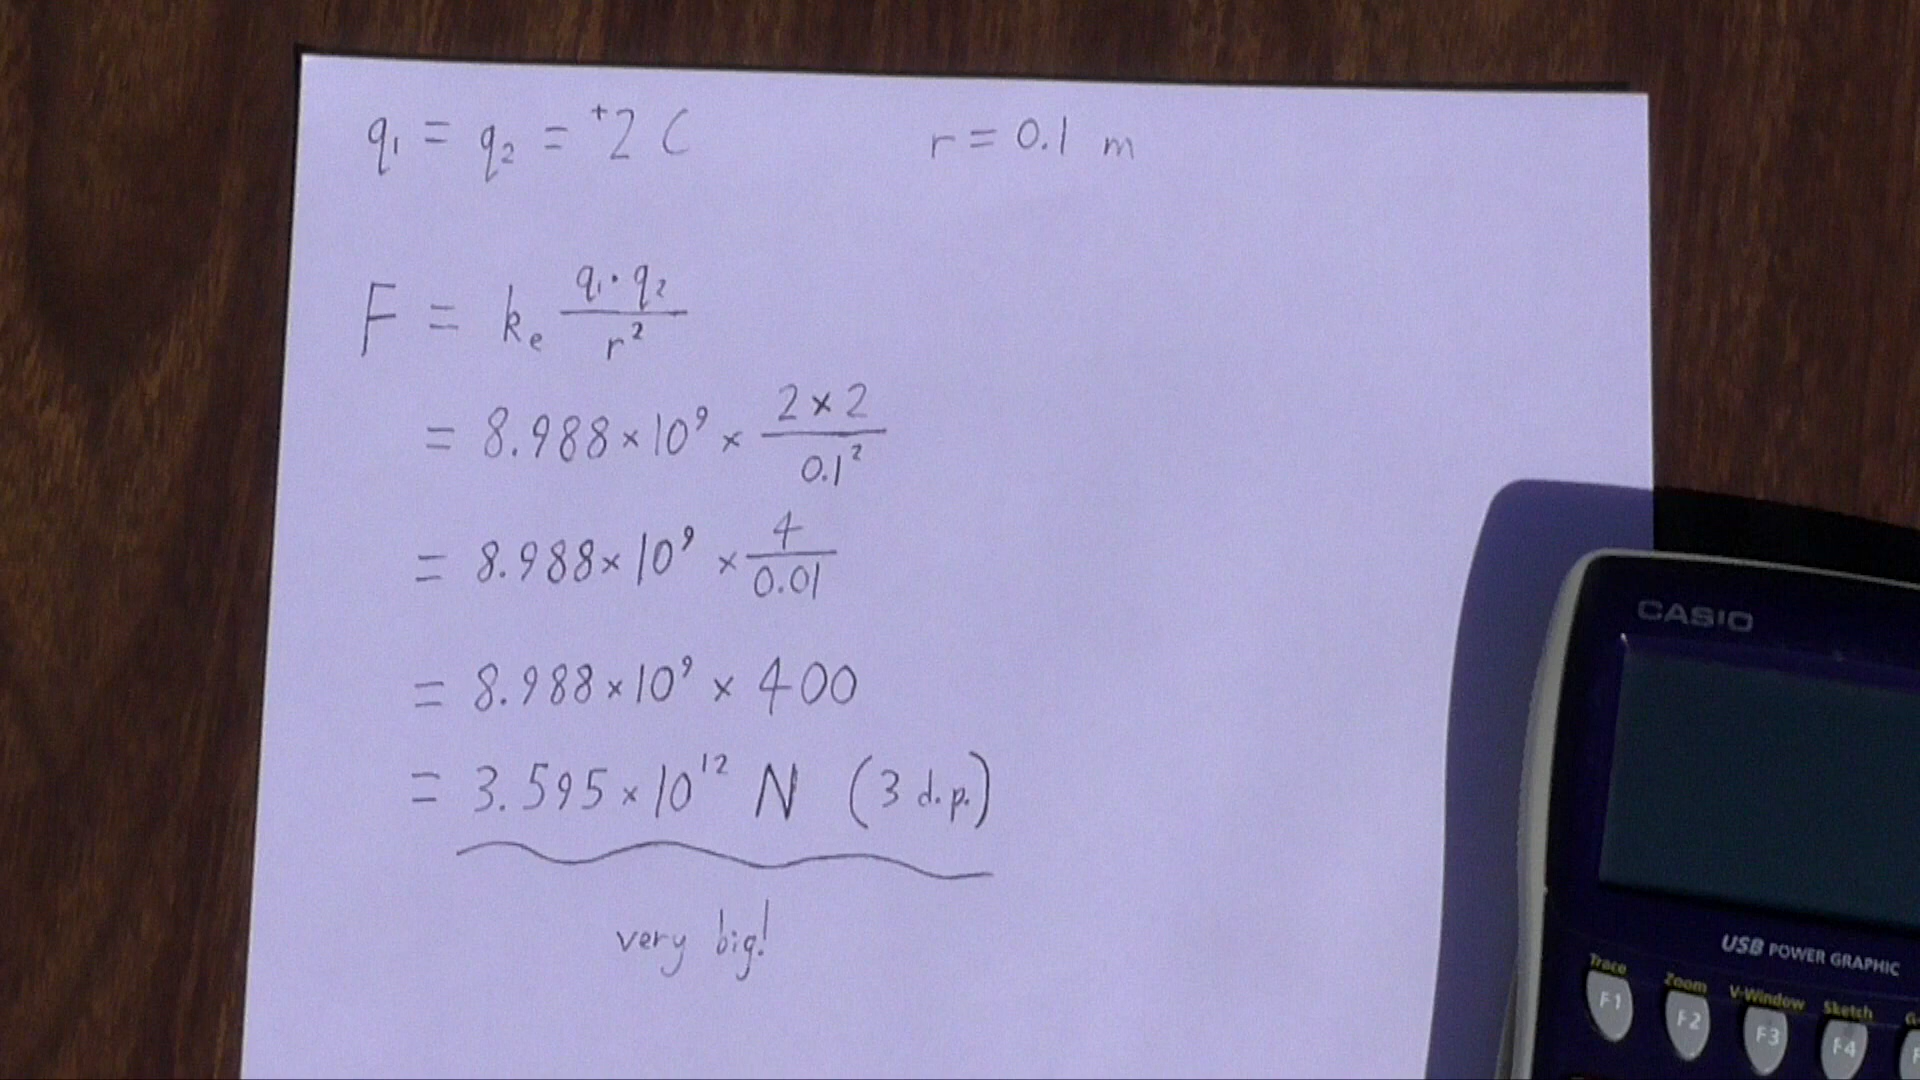 q₁ = q₂ = ⁺2 C r = 0.1 m
F = kₑ q₁·q₂ / r²
= 8.988×10⁹ × 2×2 / 0.1²
= 8.988×10⁹ × 4 / 0.01
= 8.988×10⁹ × 400
= 3.595×10¹² N (3 d.p.)
very big!
CASIO
USB POWER GRAPHIC
Trace Zoom V-Window Sketch
F1 F2 F3 F4